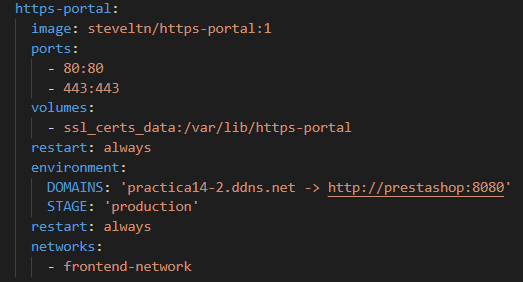 https-portal:
  image: steveltn/https-portal:1
  ports:
    - 80:80
    - 443:443
  volumes:
    - ssl_certs_data:/var/lib/https-portal
  restart: always
  environment:
    DOMAINS: 'practica14-2.ddns.net -> http://prestashop:8080'
    STAGE: 'production'
  restart: always
  networks:
    - frontend-network